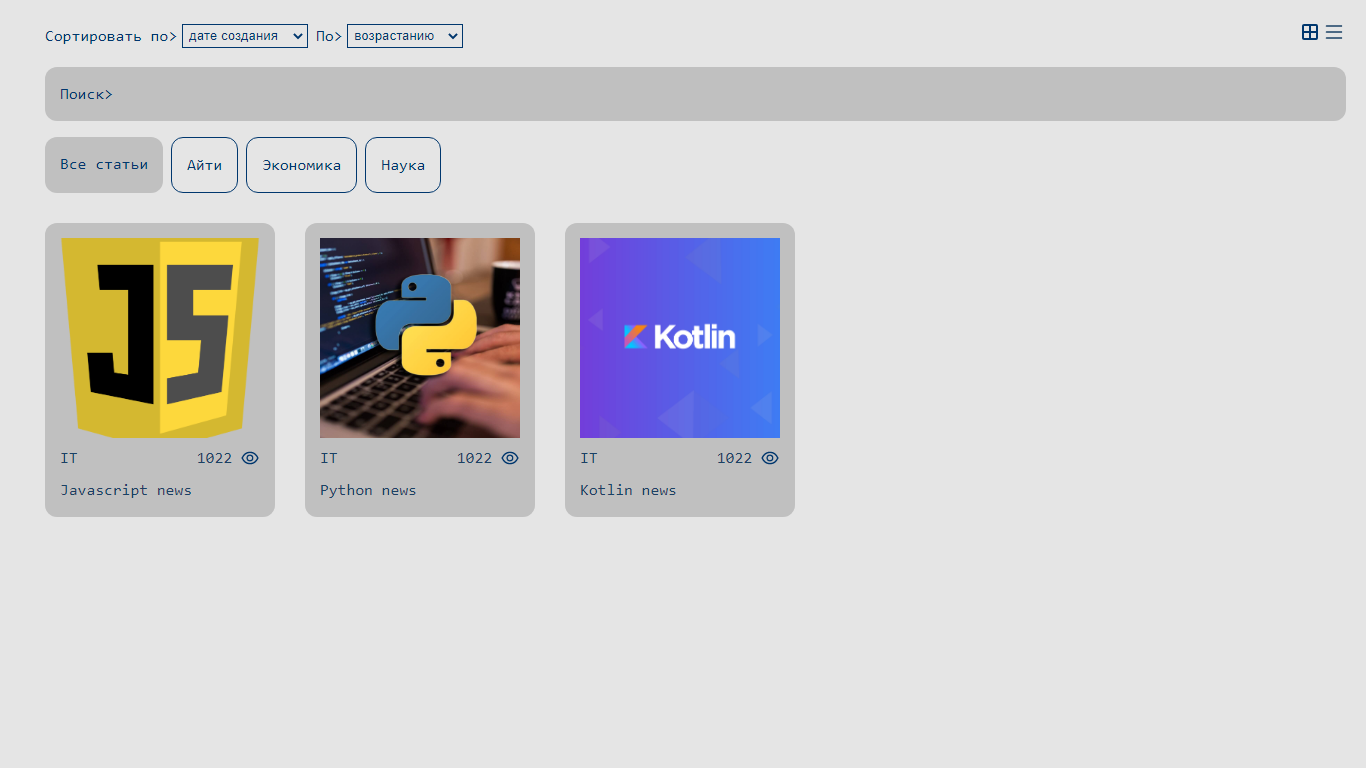 Сортировать по> дате создания По> возрастанию
Поиск>
Все статьи Айти Экономика Наука
JS
Kotlin
IT 1022 IT 1022 IT 1022
Javascript news Python news Kotlin news